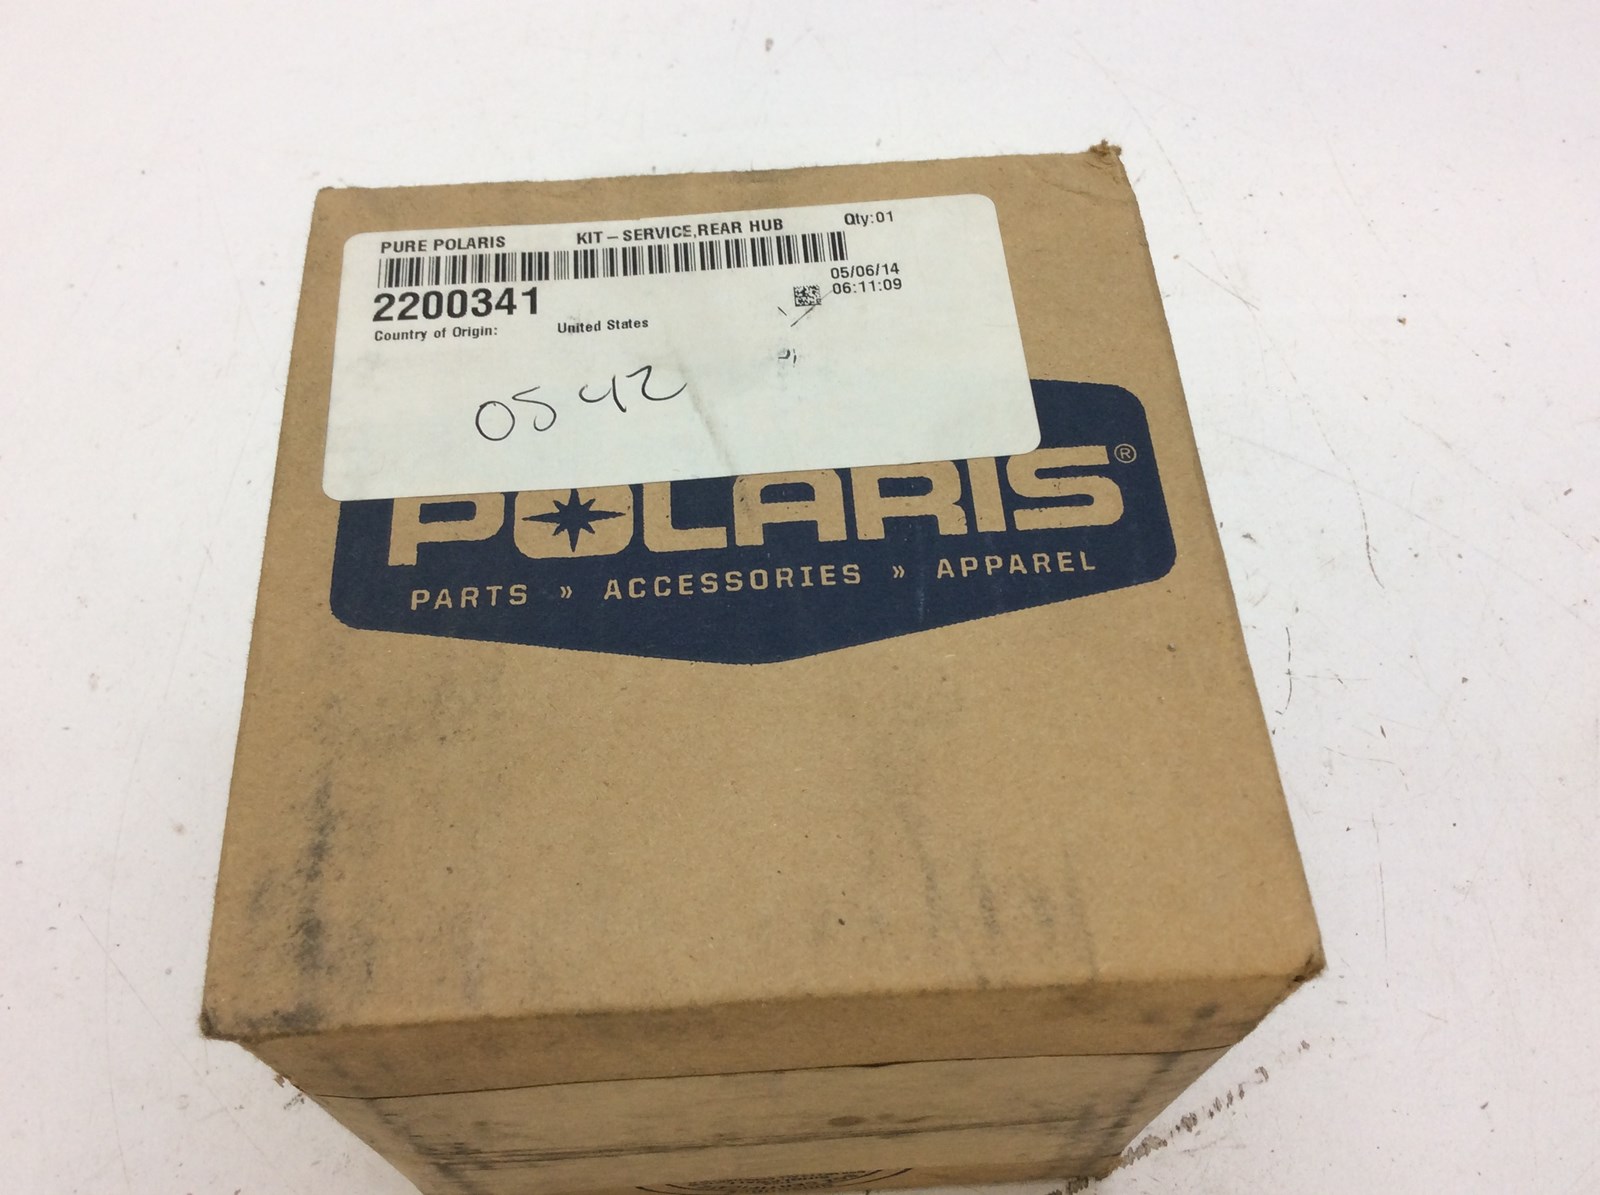 PURE POLARIS KIT – SERVICE,REAR HUB Qty:01
05/06/14
2200341 06:11:09
Country of Origin: United States
0542
POLARIS®
PARTS » ACCESSORIES » APPAREL